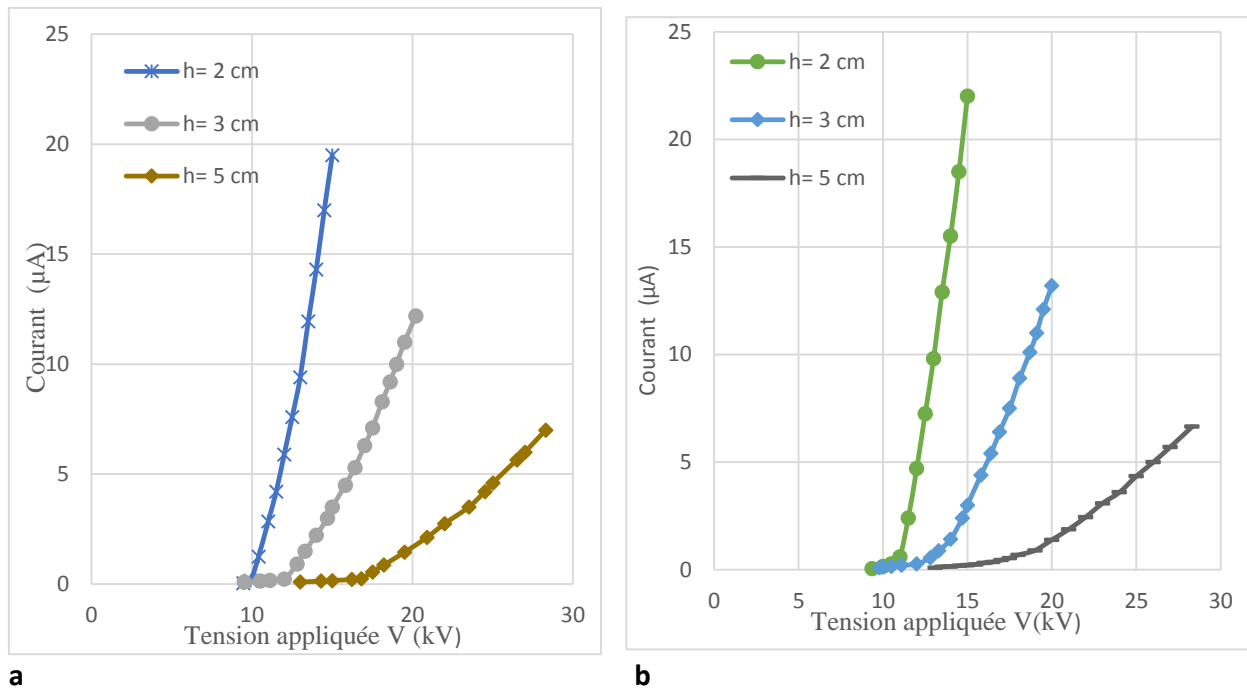 25
20
15
10
5
0
0
10
20
30
Courant (µA)
Tension appliquée V (kV)
h= 2 cm
h= 3 cm
h= 5 cm
a
25
20
15
10
5
0
0
5
10
15
20
25
30
Courant (µA)
Tension appliquée V(kV)
h= 2 cm
h= 3 cm
h= 5 cm
b